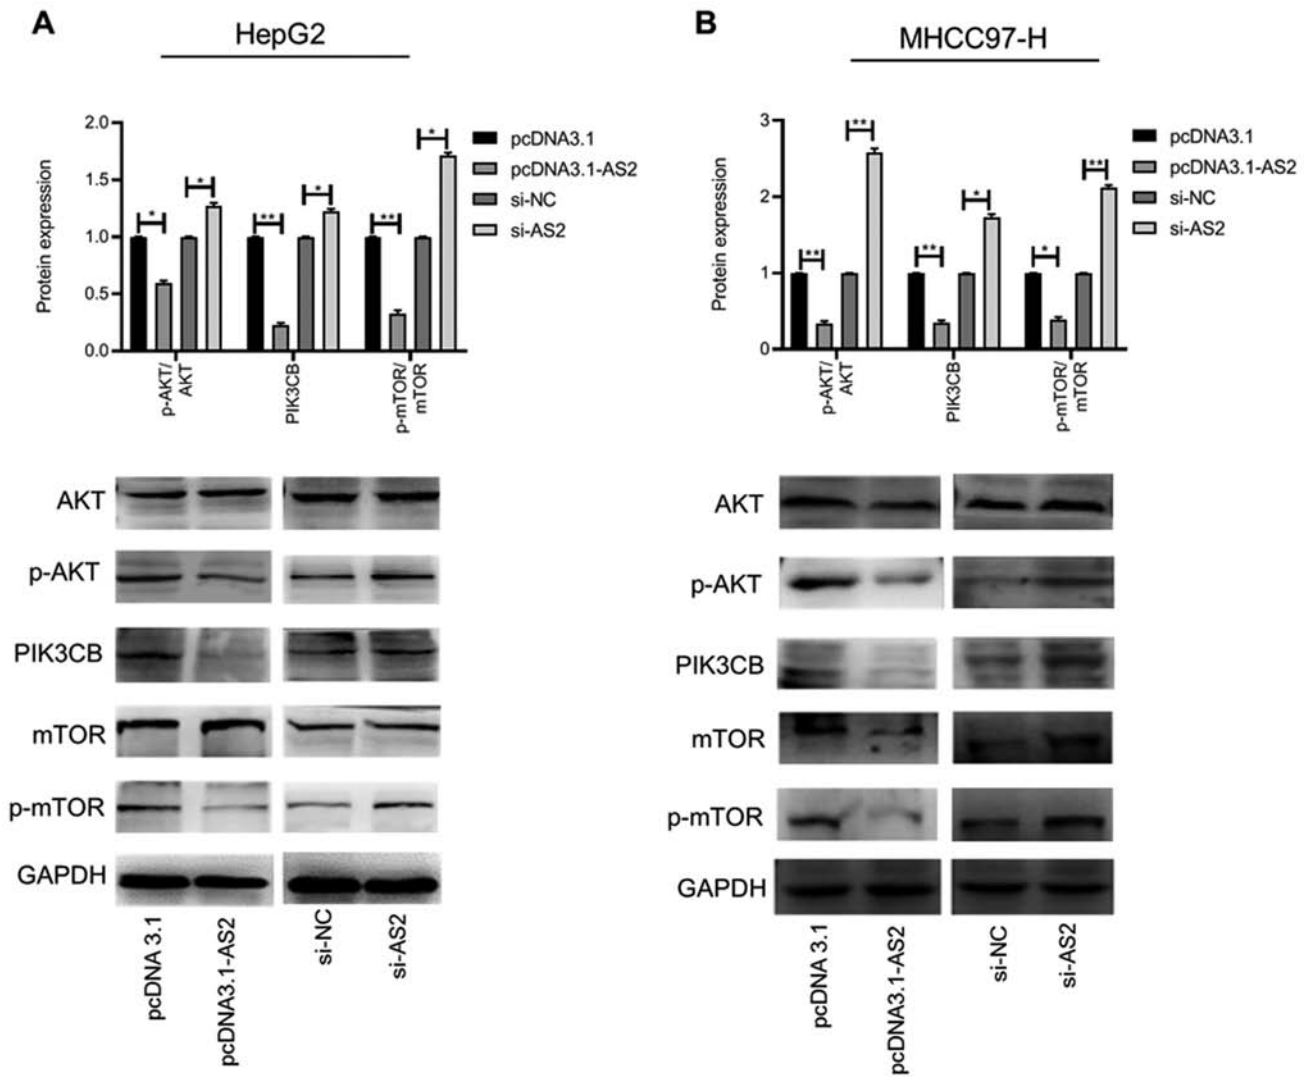 A
HepG2
Protein expression
2.0
1.5
1.0
0.5
0.0
* * ** * ** *
p-AKT/
AKT
PIK3CB
p-mTOR/
mTOR
pcDNA3.1
pcDNA3.1-AS2
si-NC
si-AS2
AKT
p-AKT
PIK3CB
mTOR
p-mTOR
GAPDH
pcDNA 3.1
pcDNA3.1-AS2
si-NC
si-AS2
B
MHCC97-H
Protein expression
3
2
1
0
** ** ** * * **
p-AKT/
AKT
PIK3CB
p-mTOR/
mTOR
pcDNA3.1
pcDNA3.1-AS2
si-NC
si-AS2
AKT
p-AKT
PIK3CB
mTOR
p-mTOR
GAPDH
pcDNA 3.1
pcDNA3.1-AS2
si-NC
si-AS2